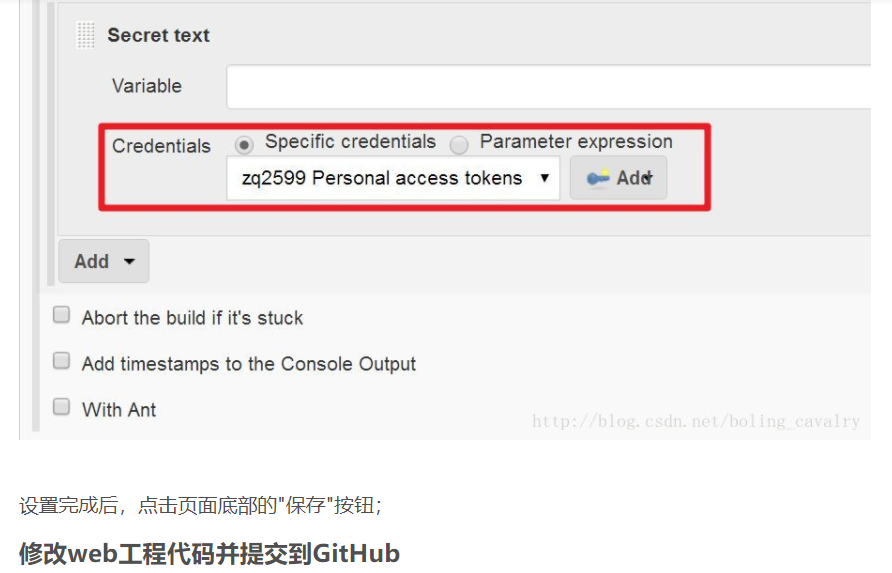 Secret text
Variable
Credentials Specific credentials Parameter expression
zq2599 Personal access tokens Add
Add
Abort the build if it's stuck
Add timestamps to the Console Output
With Ant
http://blog.csdn.net/boling_cavalry
设置完成后，点击页面底部的"保存"按钮；
修改web工程代码并提交到GitHub